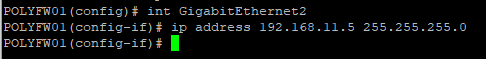 POLYFW01(config)# int GigabitEthernet2
POLYFW01(config-if)# ip address 192.168.11.5 255.255.255.0
POLYFW01(config-if)#